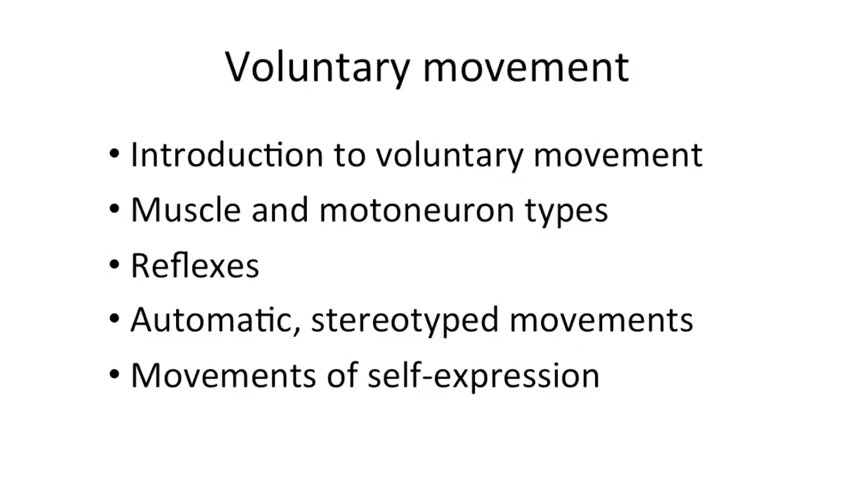 Voluntary movement
• Introduction to voluntary movement
• Muscle and motoneuron types
• Reflexes
• Automatic, stereotyped movements
• Movements of self-expression